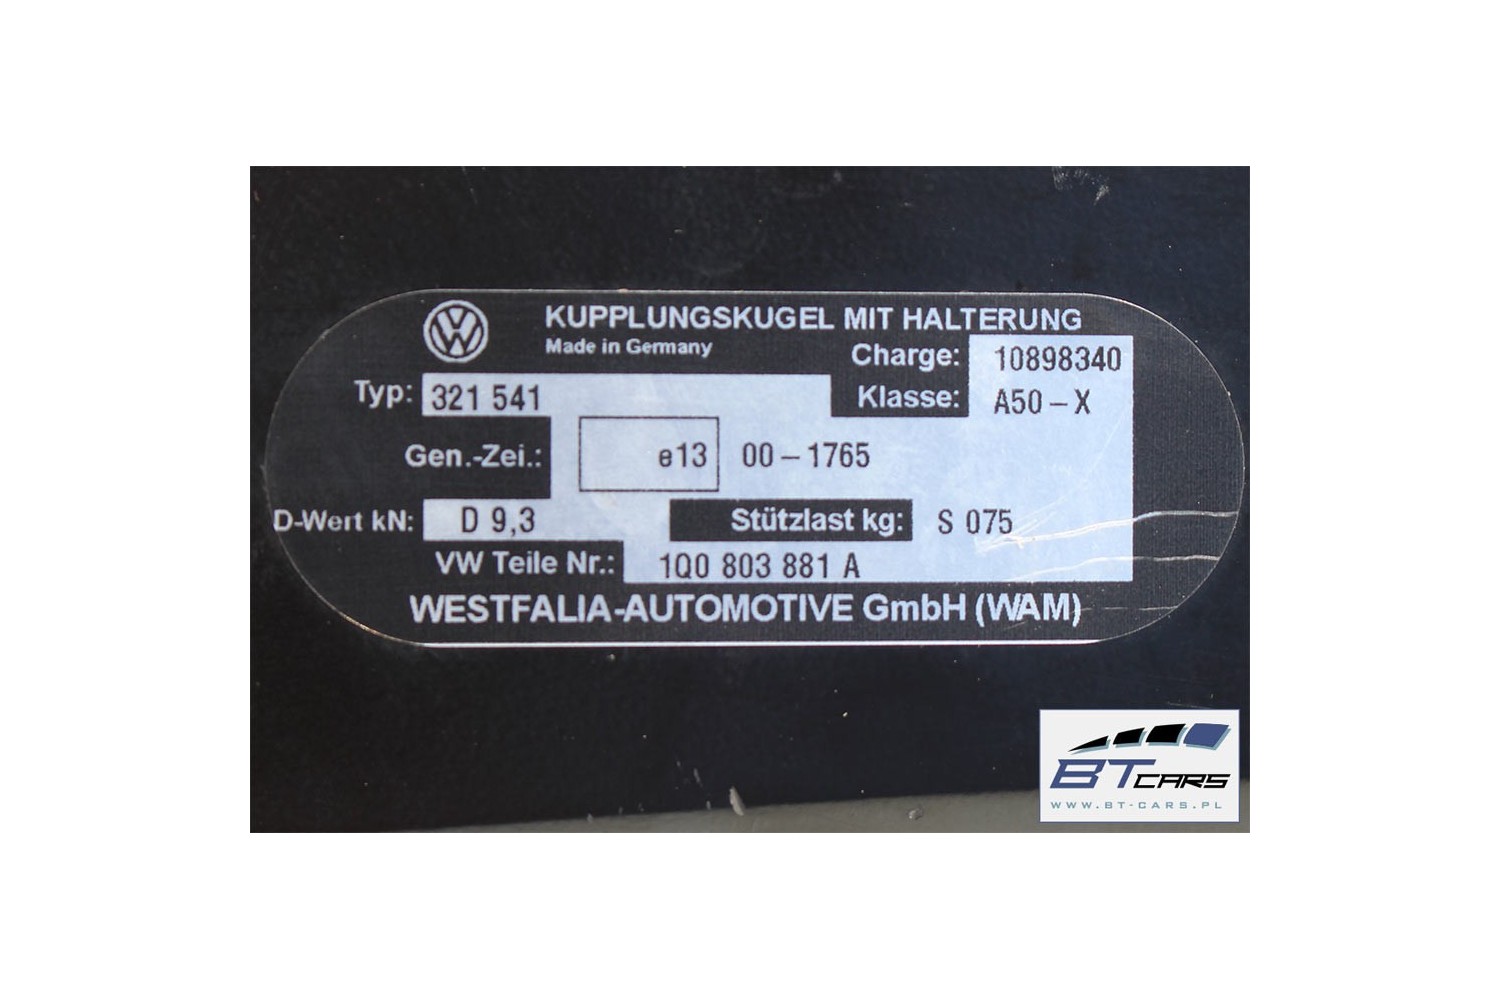 KUPPLUNGSKUGEL MIT HALTERUNG
Made in Germany
Charge: 10898340
Typ: 321 541
Klasse: A50 – X
Gen.-Zei.: e13 00 – 1765
D-Wert kN: D 9,3 Stützlast kg: S 075
VW Teile Nr.: 1Q0 803 881 A
WESTFALIA-AUTOMOTIVE GmbH (WAM)
BT CARS
WWW.BT-CARS.PL